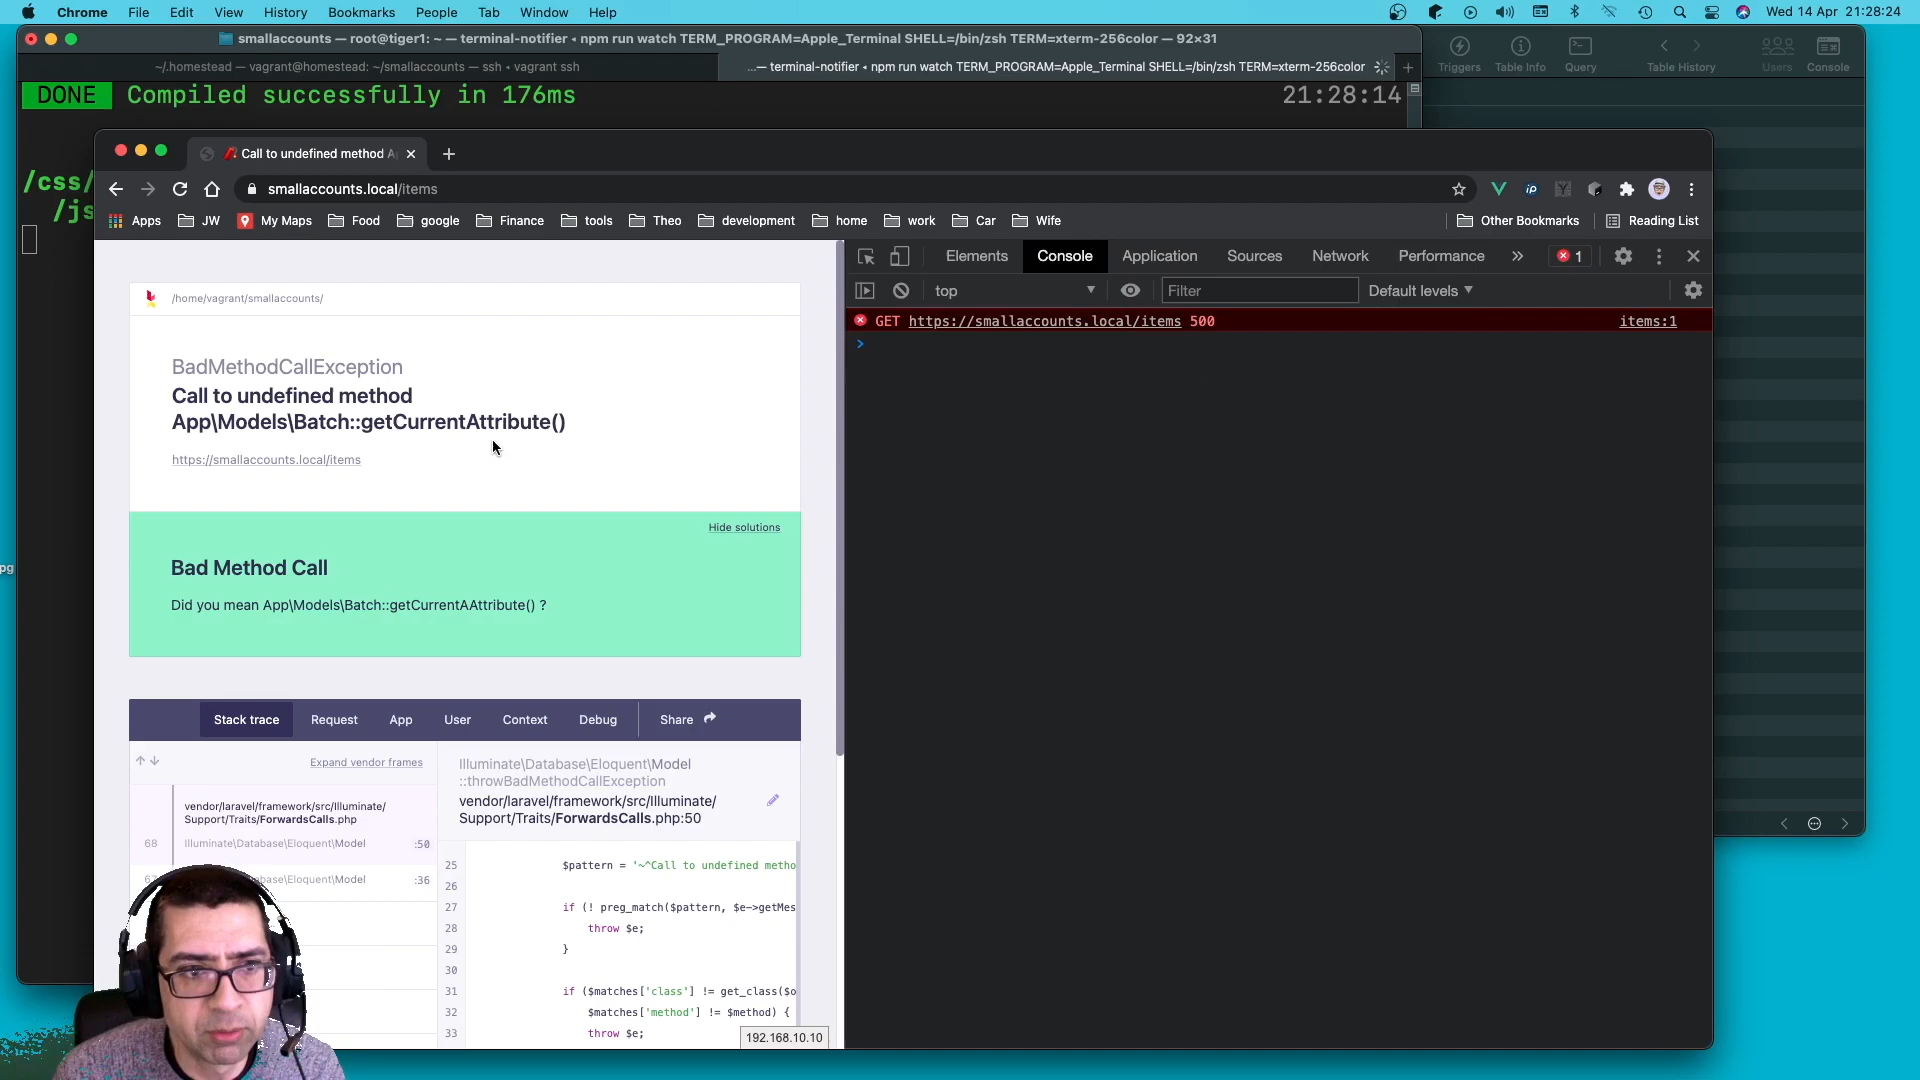 Chrome File Edit View History Bookmarks People Tab Window Help
Wed 14 Apr 21:28:24
smallaccounts — root@tiger1: ~ — terminal-notifier ◂ npm run watch TERM_PROGRAM=Apple_Terminal SHELL=/bin/zsh TERM=xterm-256color — 92×31
~/.homestead — vagrant@homestead: ~/smallaccounts — ssh ◂ vagrant ssh
...— terminal-notifier ◂ npm run watch TERM_PROGRAM=Apple_Terminal SHELL=/bin/zsh TERM=xterm-256color
Triggers Table Info Query Table History Users Console
DONE Compiled successfully in 176ms 21:28:14
/css/
/js
pg
Call to undefined method A
smallaccounts.local/items
Apps JW My Maps Food google Finance tools Theo development home work Car Wife Other Bookmarks Reading List
/home/vagrant/smallaccounts/
BadMethodCallException
Call to undefined method
App\Models\Batch::getCurrentAttribute()
https://smallaccounts.local/items
Hide solutions
Bad Method Call
Did you mean App\Models\Batch::getCurrentAAttribute() ?
Stack trace Request App User Context Debug Share
Expand vendor frames
vendor/laravel/framework/src/Illuminate/
Support/Traits/ForwardsCalls.php
68 Illuminate\Database\Eloquent\Model :50
base\Eloquent\Model :36
Illuminate\Database\Eloquent\Model
::throwBadMethodCallException
vendor/laravel/framework/src/Illuminate/
Support/Traits/ForwardsCalls.php:50
25 $pattern = '~^Call to undefined metho
26
27 if (! preg_match($pattern, $e->getMes
28 throw $e;
29 }
30
31 if ($matches['class'] != get_class($o
32 $matches['method'] != $method) {
33 throw $e;
192.168.10.10
Elements Console Application Sources Network Performance » 1
top Filter Default levels
GET https://smallaccounts.local/items 500 items:1
>